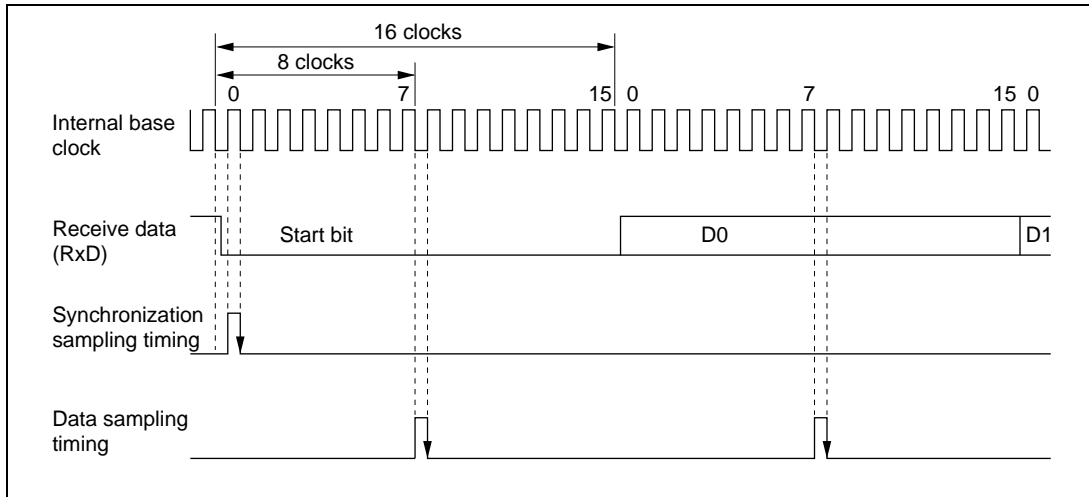 16 clocks
8 clocks
0 7 15 0 7 15 0
Internal base
clock
Receive data
(RxD)
Start bit D0 D1
Synchronization
sampling timing
Data sampling
timing